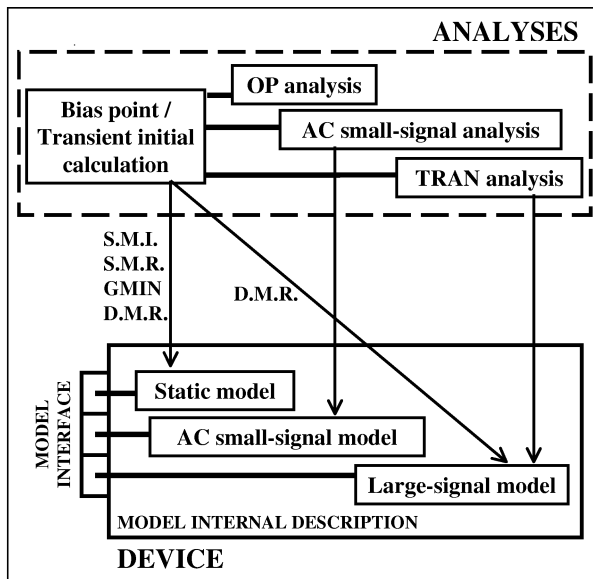 ANALYSES
OP analysis
Bias point /
Transient initial
calculation
AC small-signal analysis
TRAN analysis
S.M.I.
S.M.R.
GMIN
D.M.R.
D.M.R.
MODEL
INTERFACE
Static model
AC small-signal model
Large-signal model
MODEL INTERNAL DESCRIPTION
DEVICE